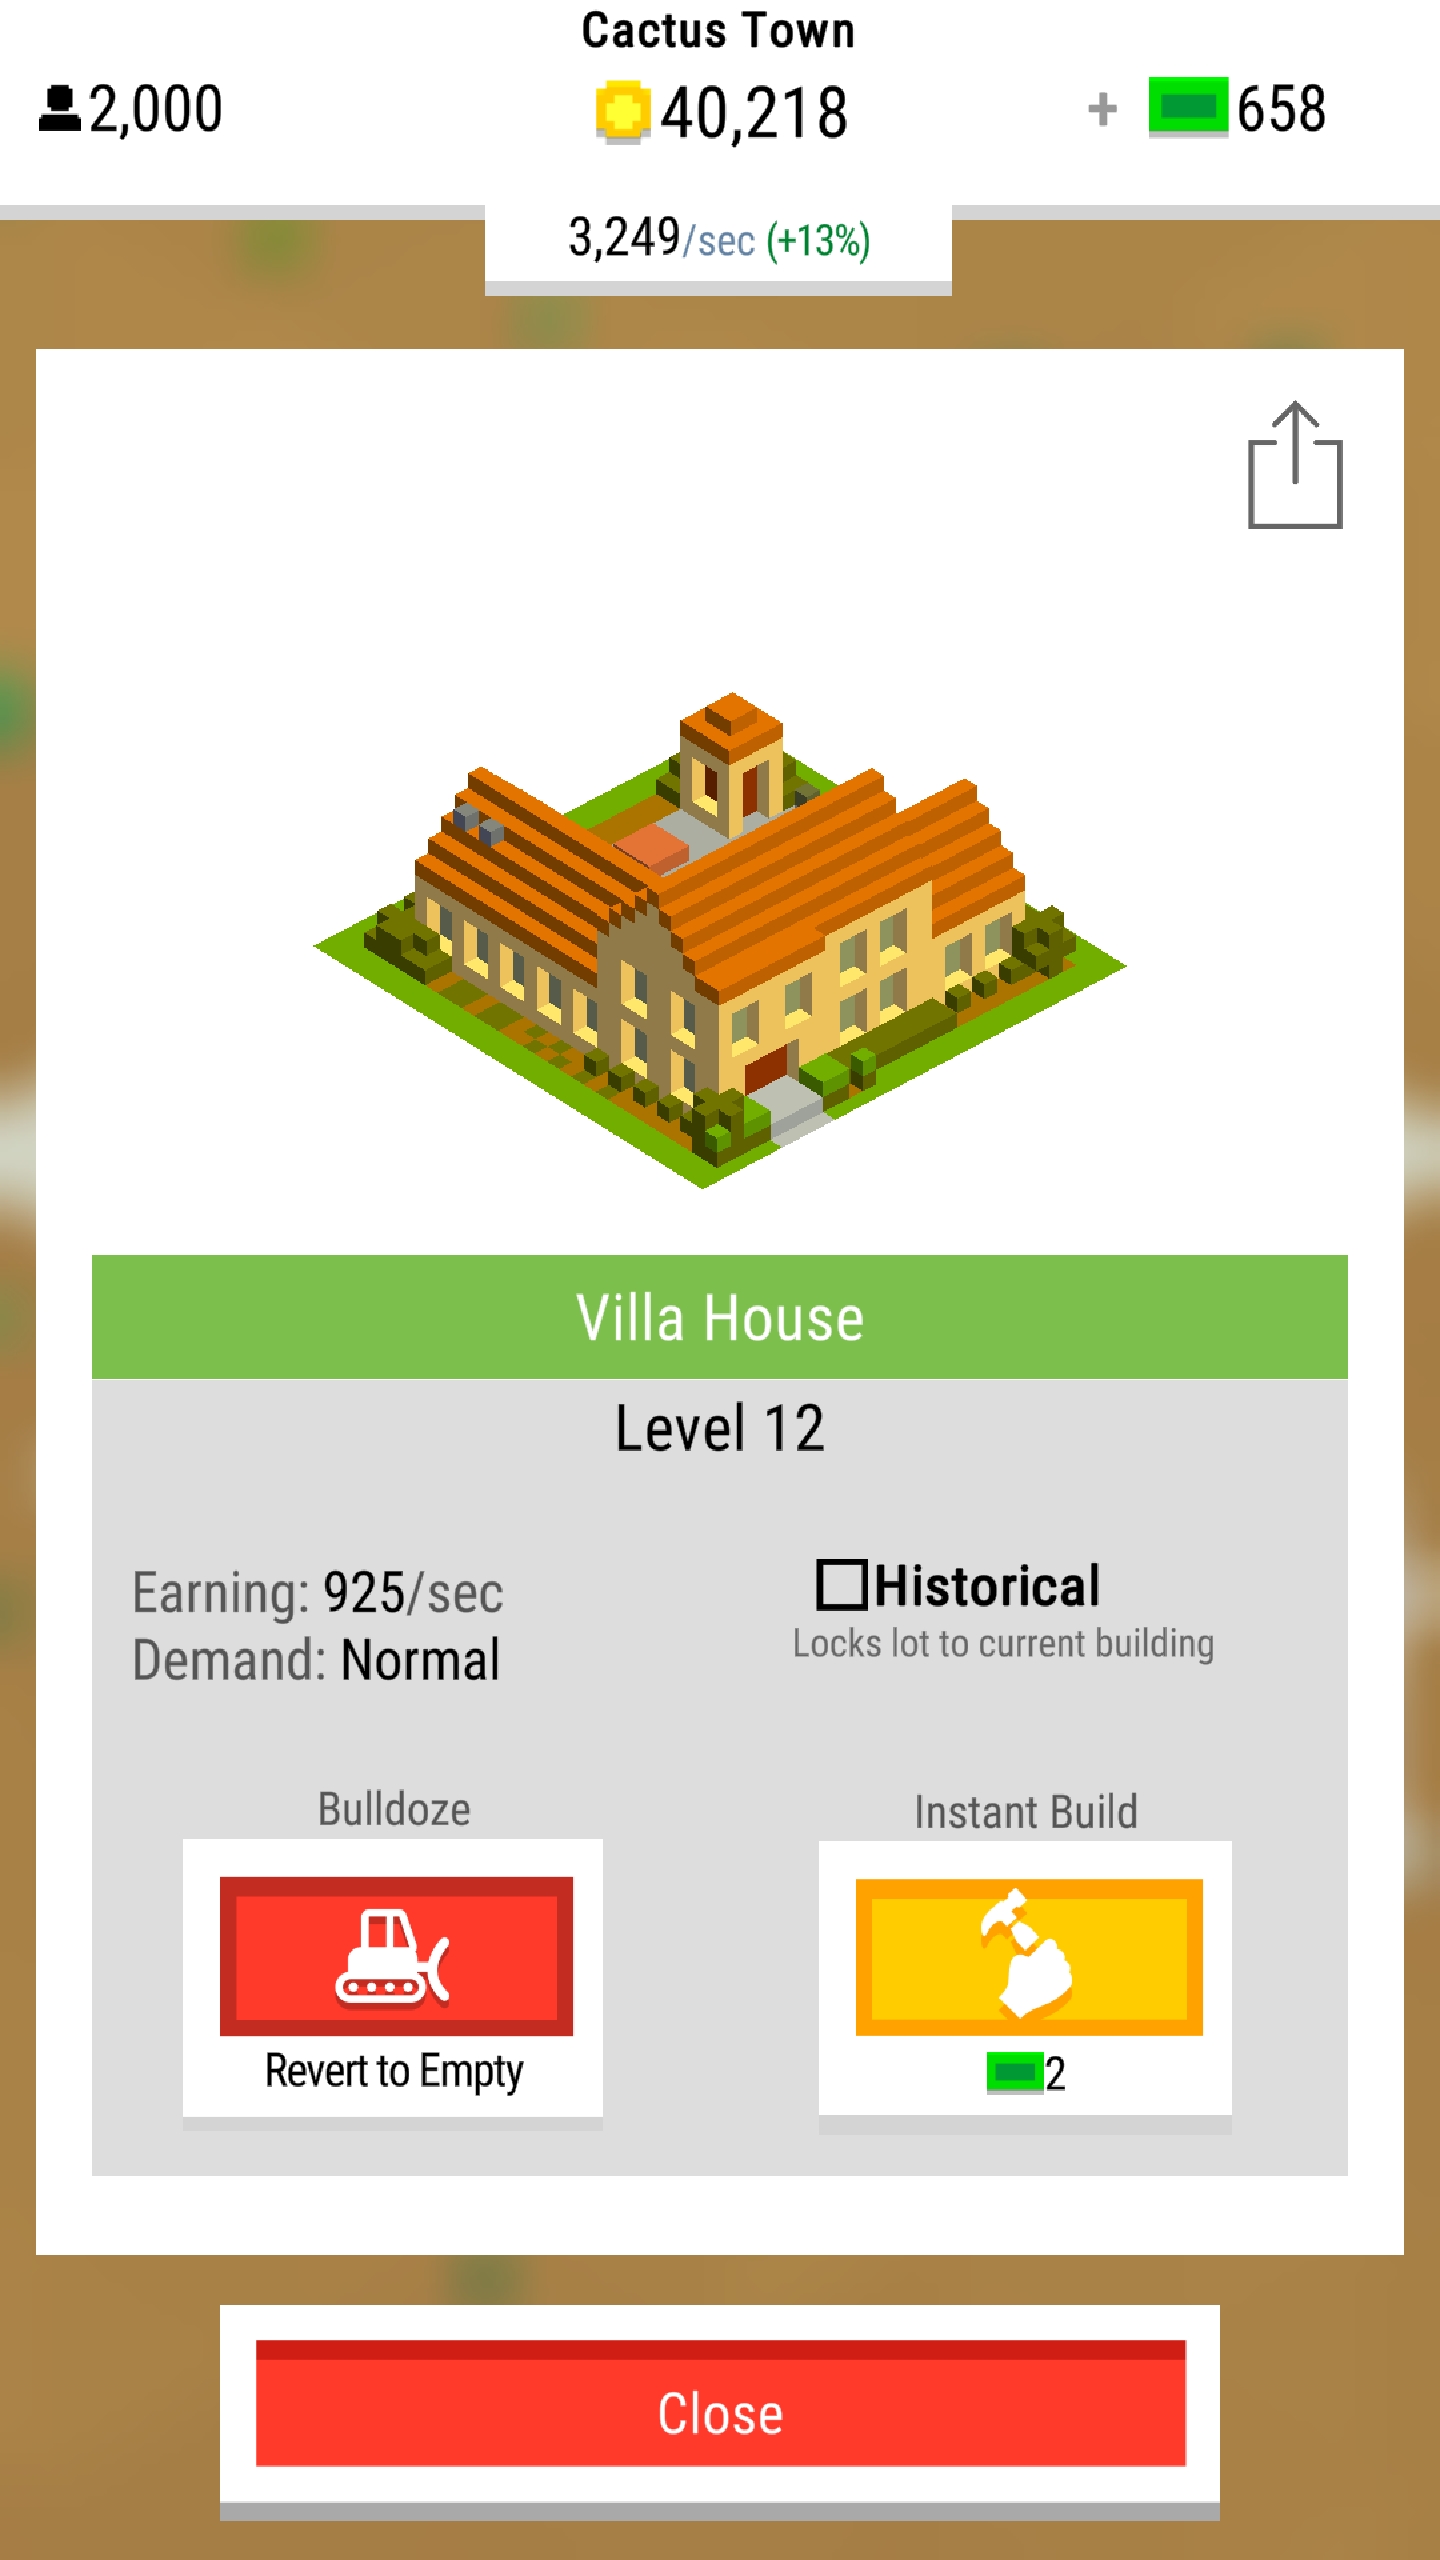 Cactus Town
2,000
40,218
+ 658
3,249/sec (+13%)
Villa House
Level 12
Earning: 925/sec
Demand: Normal
Historical
Locks lot to current building
Bulldoze
Revert to Empty
Instant Build
2
Close